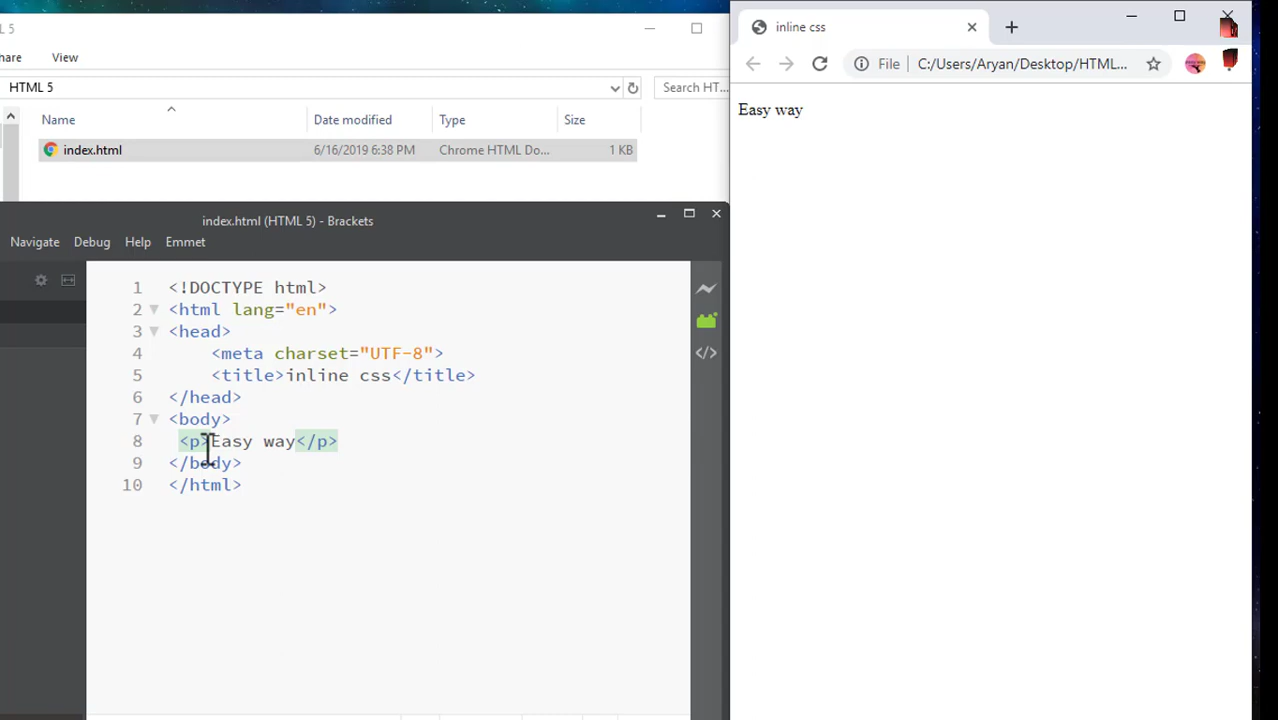 L 5
hare View
HTML 5
Search HT...
Name Date modified Type Size
index.html 6/16/2019 6:38 PM Chrome HTML Do... 1 KB
index.html (HTML 5) - Brackets
Navigate Debug Help Emmet
1 <!DOCTYPE html>
2 <html lang="en">
3 <head>
4 <meta charset="UTF-8">
5 <title>inline css</title>
6 </head>
7 <body>
8 <p>Easy way</p>
9 </body>
10 </html>
inline css
File C:/Users/Aryan/Desktop/HTML...
Easy way